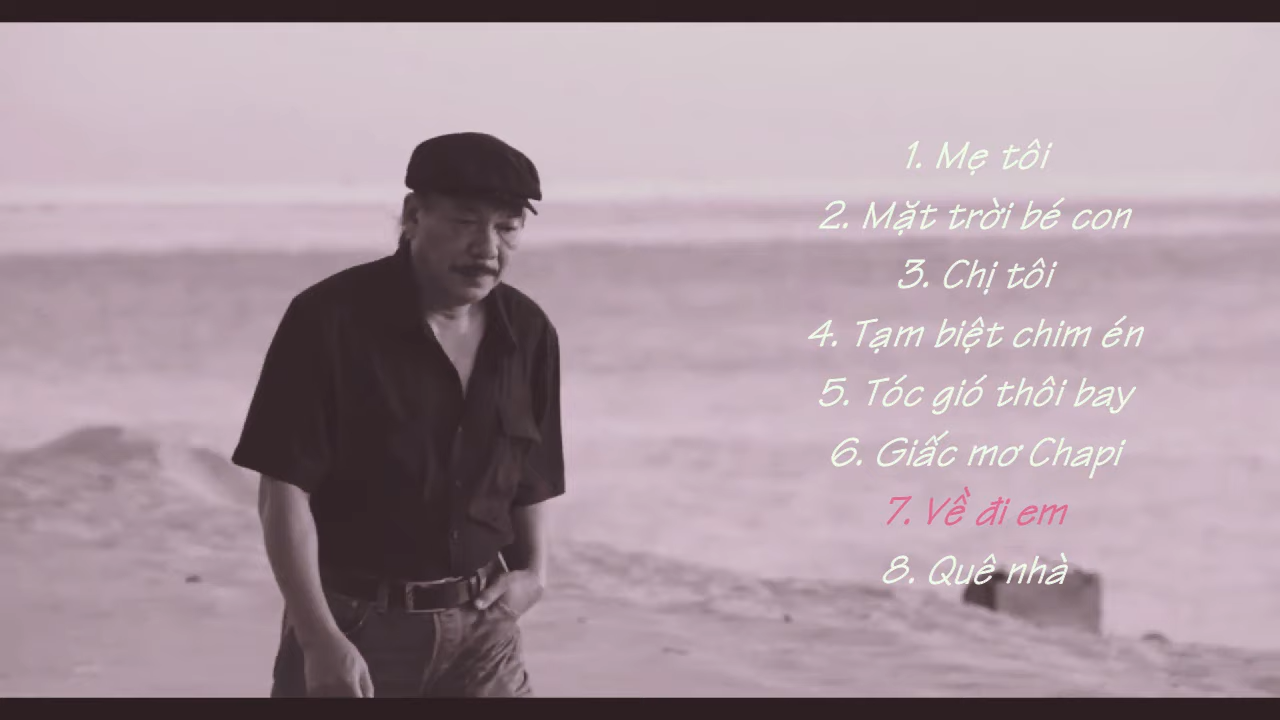 1. Mẹ tôi
2. Mặt trời bé con
3. Chị tôi
4. Tạm biệt chim én
5. Tóc gió thôi bay
6. Giấc mơ Chapi
7. Về đi em
8. Quê nhà